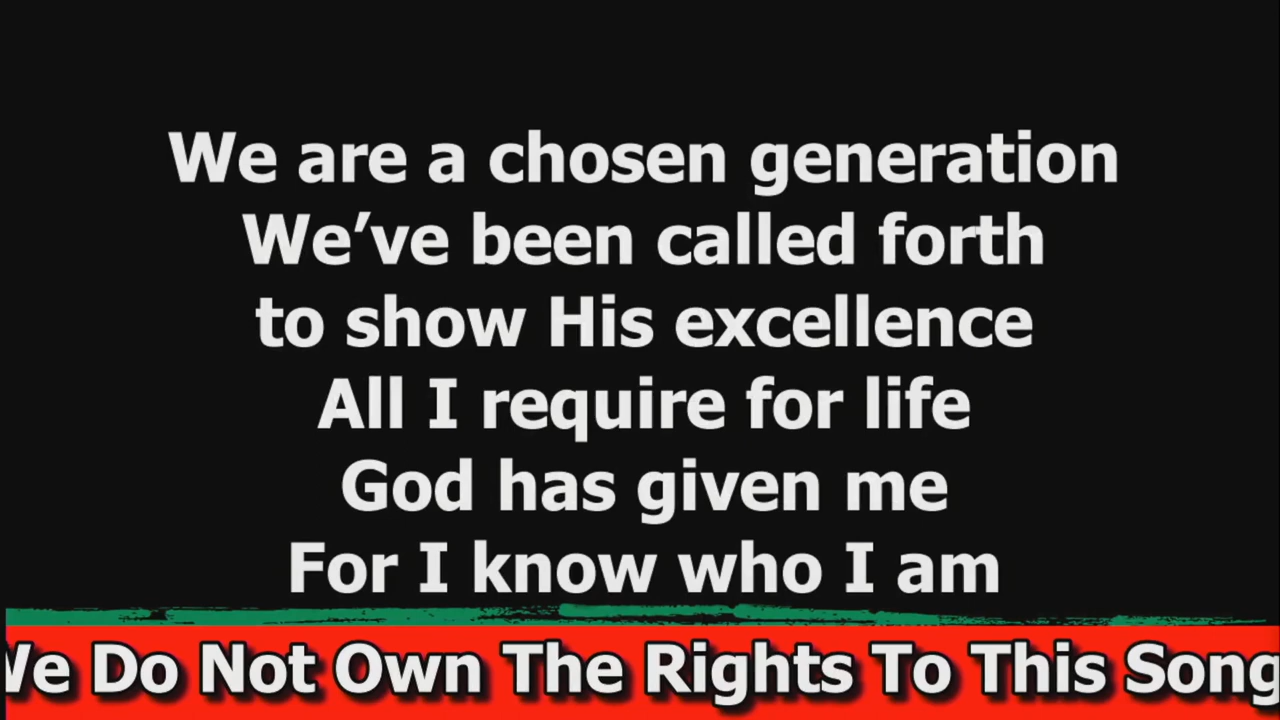 We are a chosen generation
We’ve been called forth
to show His excellence
All I require for life
God has given me
For I know who I am
We Do Not Own The Rights To This Song